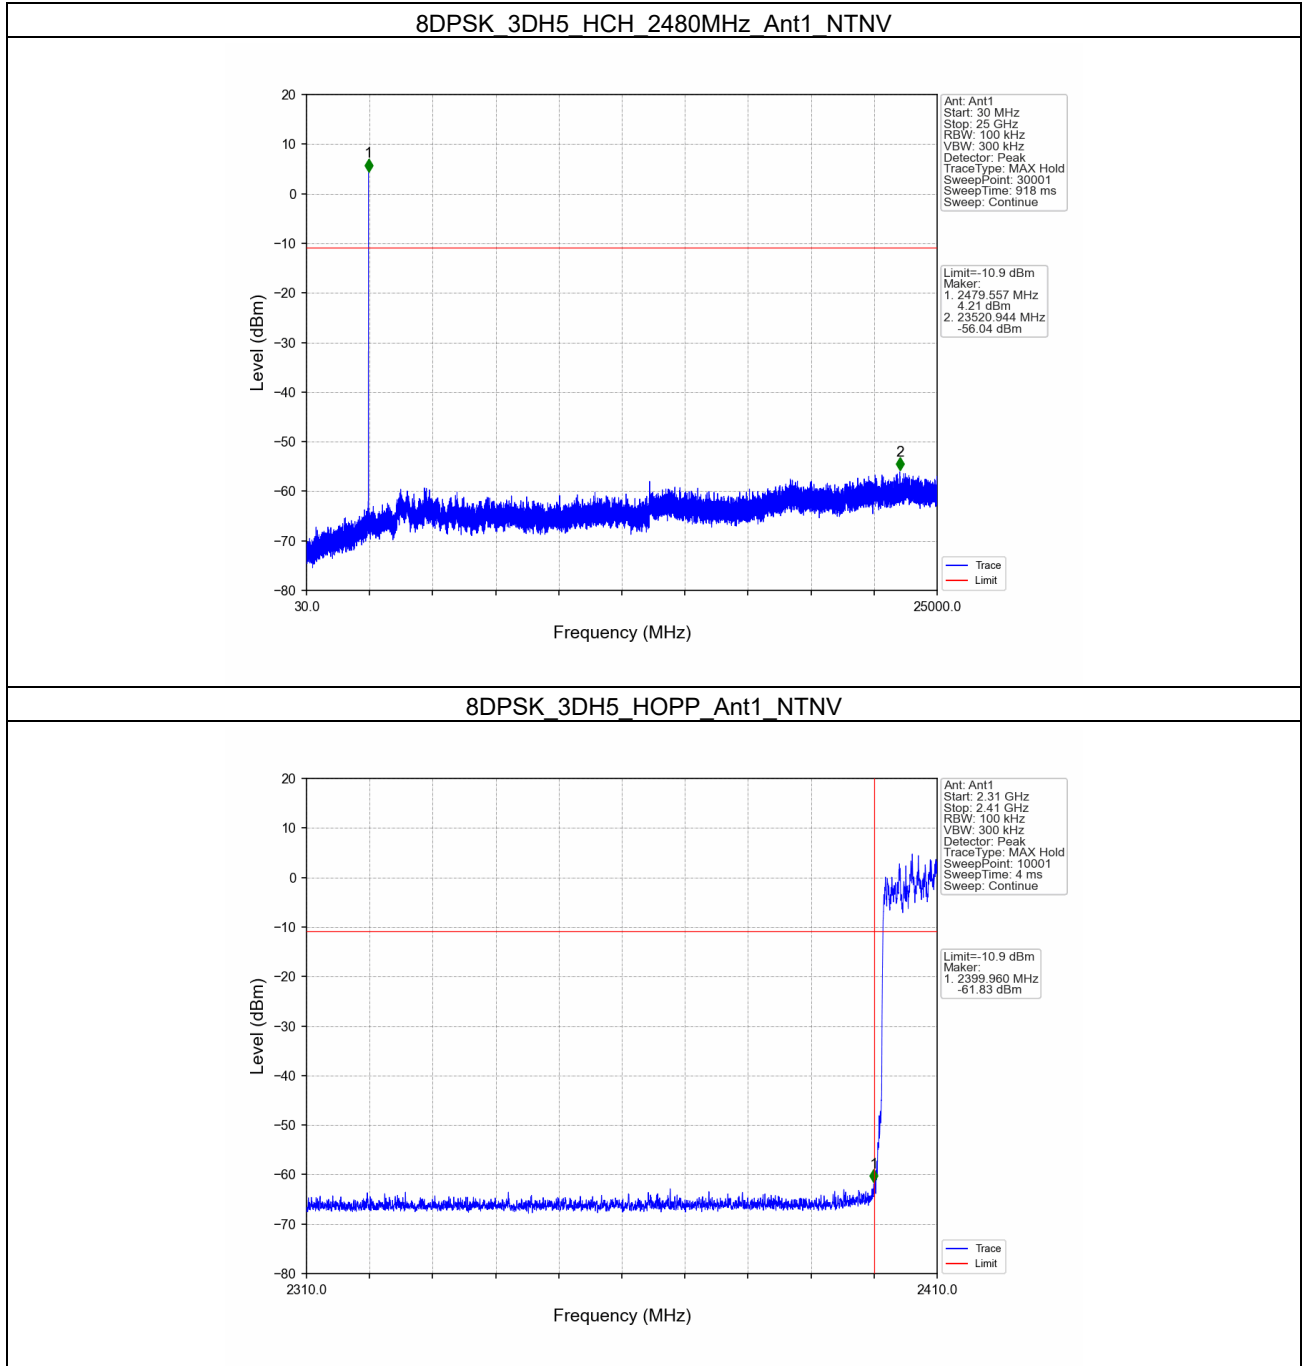 8DPSK_3DH5_HCH_2480MHz_Ant1_NTNV
20
10
0
−10
−20
−30
−40
−50
−60
−70
−80
Level (dBm)
1
2
30.0
25000.0
Frequency (MHz)
Ant: Ant1
Start: 30 MHz
Stop: 25 GHz
RBW: 100 kHz
VBW: 300 kHz
Detector: Peak
TraceType: MAX Hold
SweepPoint: 30001
SweepTime: 918 ms
Sweep: Continue
Limit=-10.9 dBm
Maker:
1. 2479.557 MHz
4.21 dBm
2. 23520.944 MHz
-56.04 dBm
Trace
Limit
8DPSK_3DH5_HOPP_Ant1_NTNV
20
10
0
−10
−20
−30
−40
−50
−60
−70
−80
Level (dBm)
1
2310.0
2410.0
Frequency (MHz)
Ant: Ant1
Start: 2.31 GHz
Stop: 2.41 GHz
RBW: 100 kHz
VBW: 300 kHz
Detector: Peak
TraceType: MAX Hold
SweepPoint: 10001
SweepTime: 4 ms
Sweep: Continue
Limit=-10.9 dBm
Maker:
1. 2399.960 MHz
-61.83 dBm
Trace
Limit